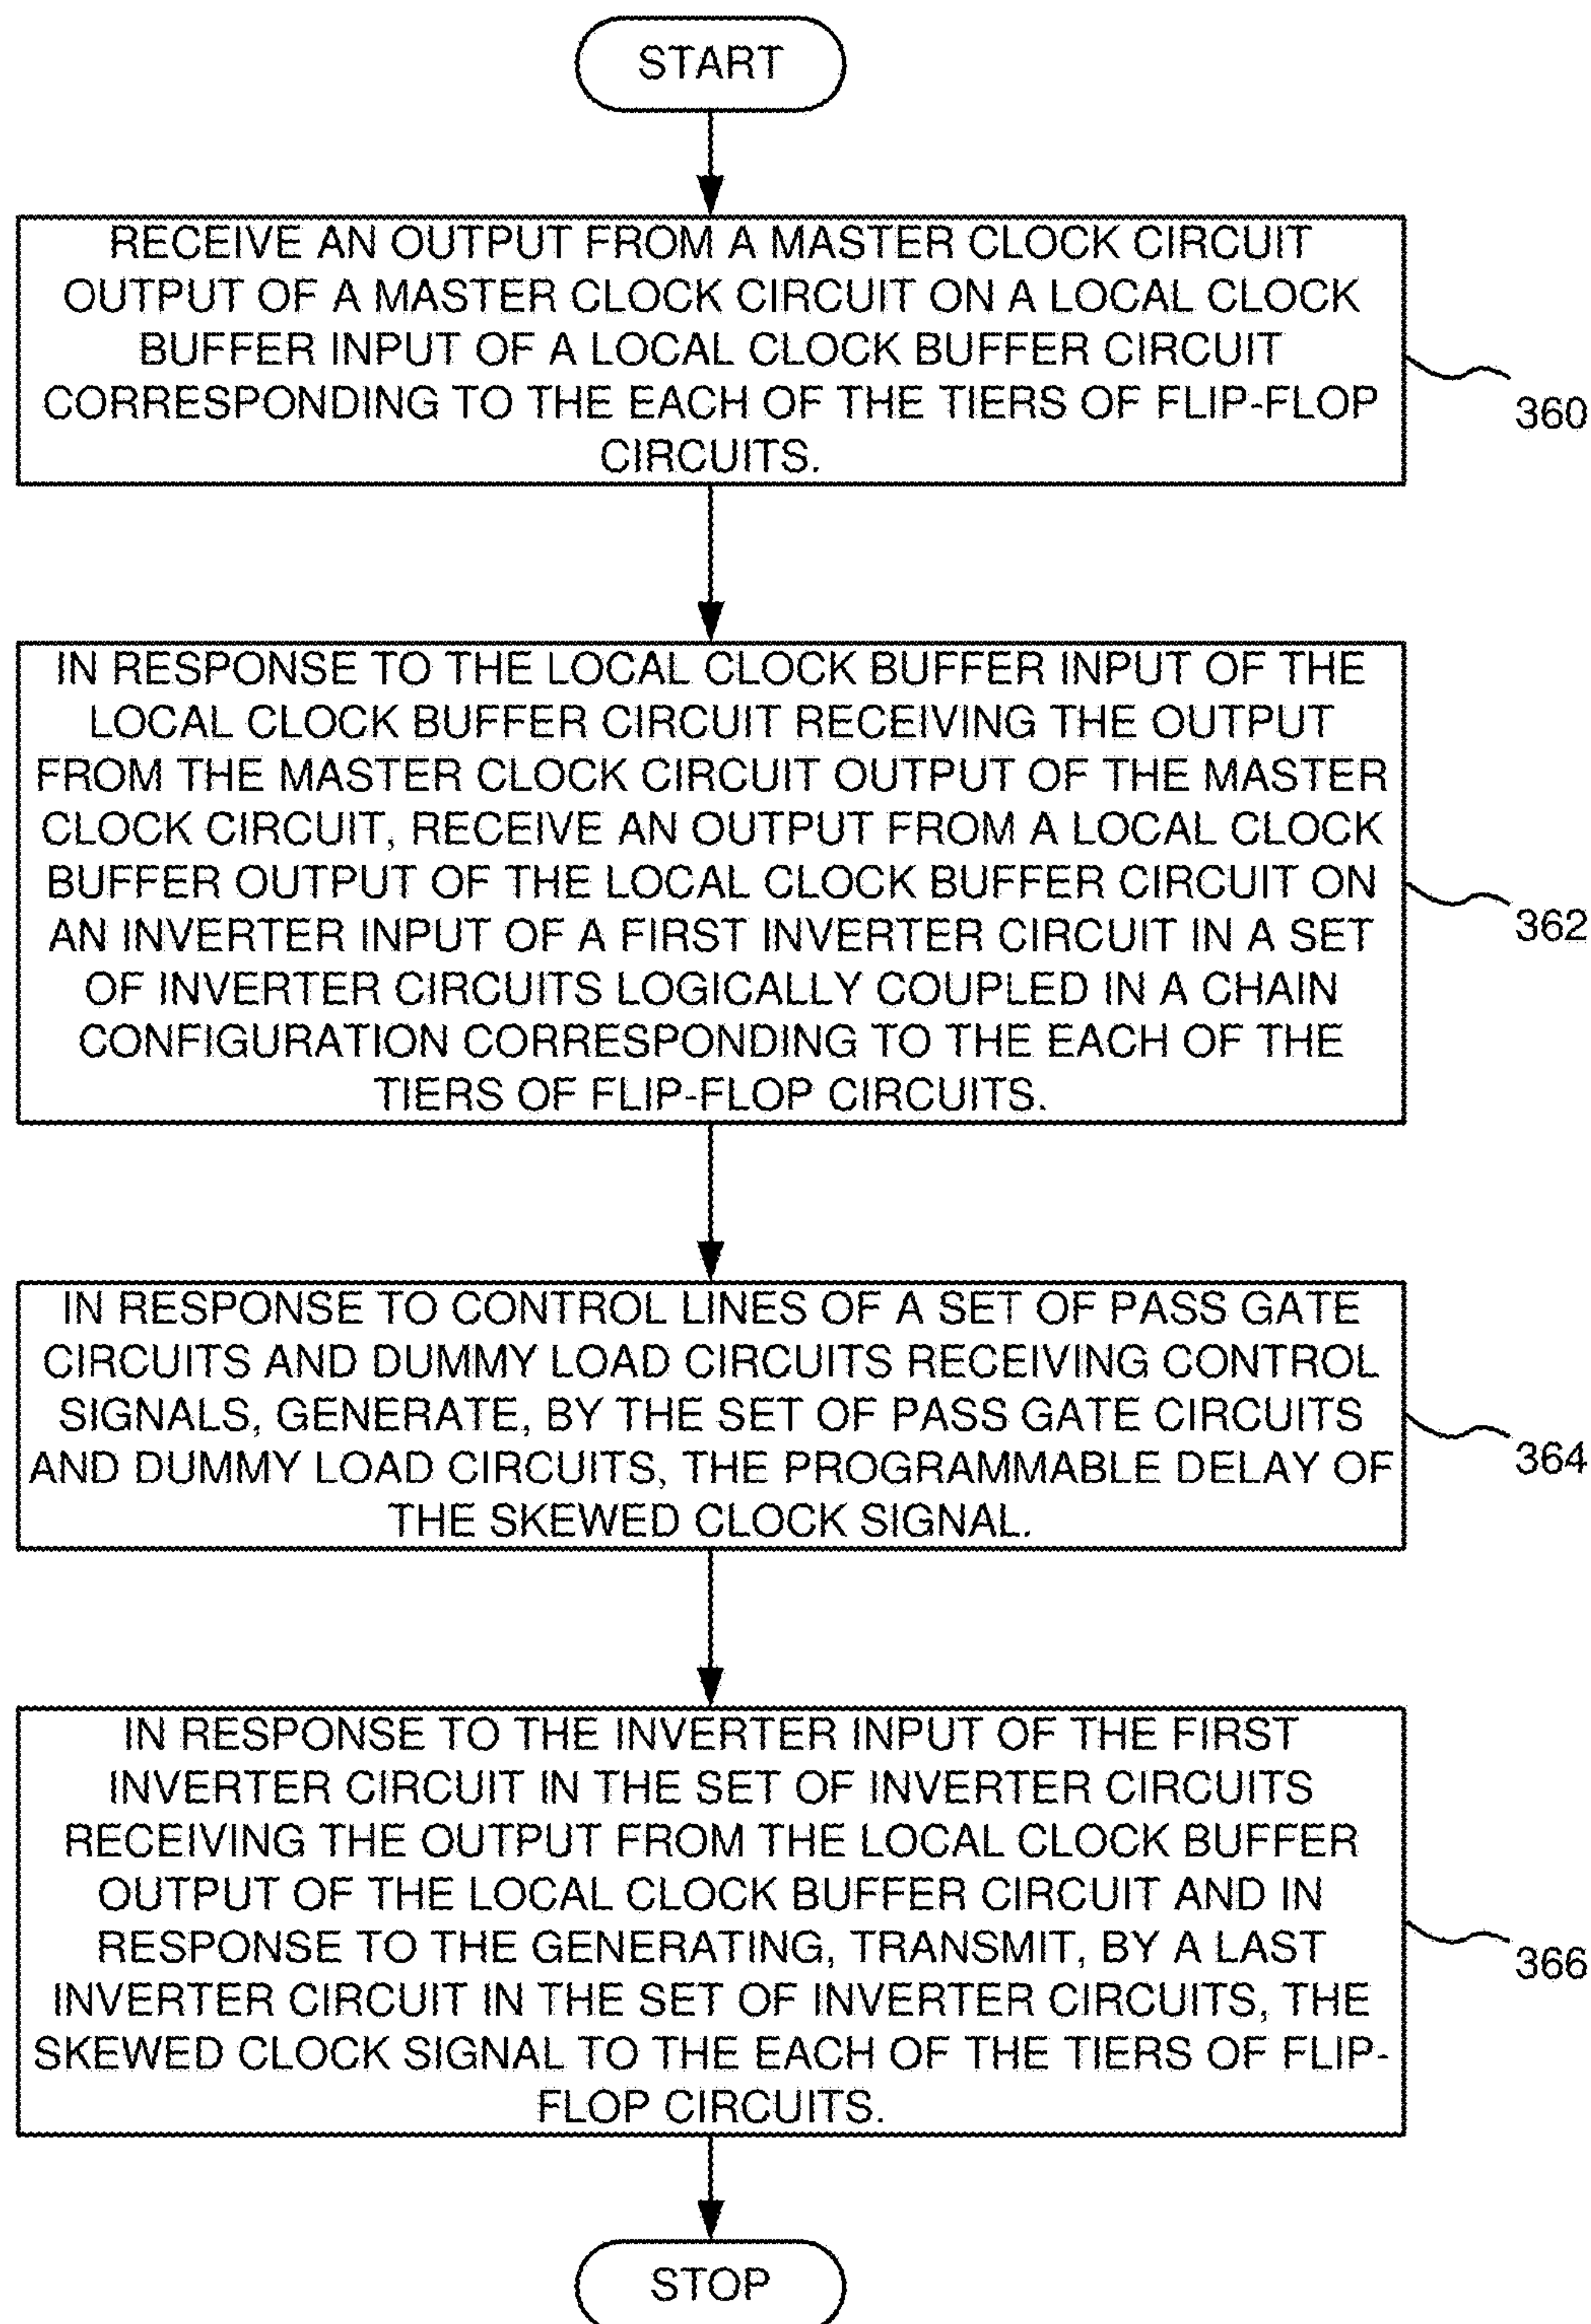 START
RECEIVE AN OUTPUT FROM A MASTER CLOCK CIRCUIT
OUTPUT OF A MASTER CLOCK CIRCUIT ON A LOCAL CLOCK
BUFFER INPUT OF A LOCAL CLOCK BUFFER CIRCUIT
CORRESPONDING TO THE EACH OF THE TIERS OF FLIP-FLOP
CIRCUITS.
360
IN RESPONSE TO THE LOCAL CLOCK BUFFER INPUT OF THE
LOCAL CLOCK BUFFER CIRCUIT RECEIVING THE OUTPUT
FROM THE MASTER CLOCK CIRCUIT OUTPUT OF THE MASTER
CLOCK CIRCUIT, RECEIVE AN OUTPUT FROM A LOCAL CLOCK
BUFFER OUTPUT OF THE LOCAL CLOCK BUFFER CIRCUIT ON
AN INVERTER INPUT OF A FIRST INVERTER CIRCUIT IN A SET
OF INVERTER CIRCUITS LOGICALLY COUPLED IN A CHAIN
CONFIGURATION CORRESPONDING TO THE EACH OF THE
TIERS OF FLIP-FLOP CIRCUITS.
362
IN RESPONSE TO CONTROL LINES OF A SET OF PASS GATE
CIRCUITS AND DUMMY LOAD CIRCUITS RECEIVING CONTROL
SIGNALS, GENERATE, BY THE SET OF PASS GATE CIRCUITS
AND DUMMY LOAD CIRCUITS, THE PROGRAMMABLE DELAY OF
THE SKEWED CLOCK SIGNAL.
364
IN RESPONSE TO THE INVERTER INPUT OF THE FIRST
INVERTER CIRCUIT IN THE SET OF INVERTER CIRCUITS
RECEIVING THE OUTPUT FROM THE LOCAL CLOCK BUFFER
OUTPUT OF THE LOCAL CLOCK BUFFER CIRCUIT AND IN
RESPONSE TO THE GENERATING, TRANSMIT, BY A LAST
INVERTER CIRCUIT IN THE SET OF INVERTER CIRCUITS, THE
SKEWED CLOCK SIGNAL TO THE EACH OF THE TIERS OF FLIP-
FLOP CIRCUITS.
366
STOP